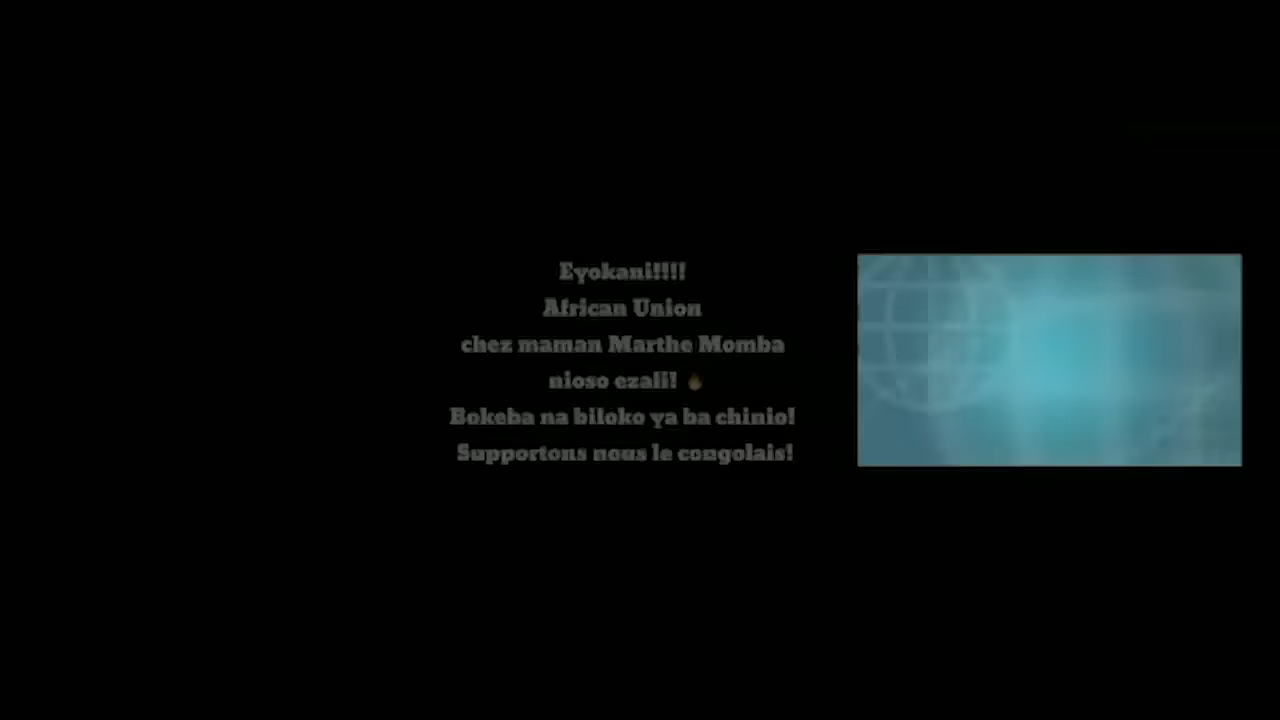 Eyokani!!!!
African Union
chez maman Marthe Momba
nioso ezali! 🔥
Bokeba na biloko ya ba chinio!
Supportons nous le congolais!